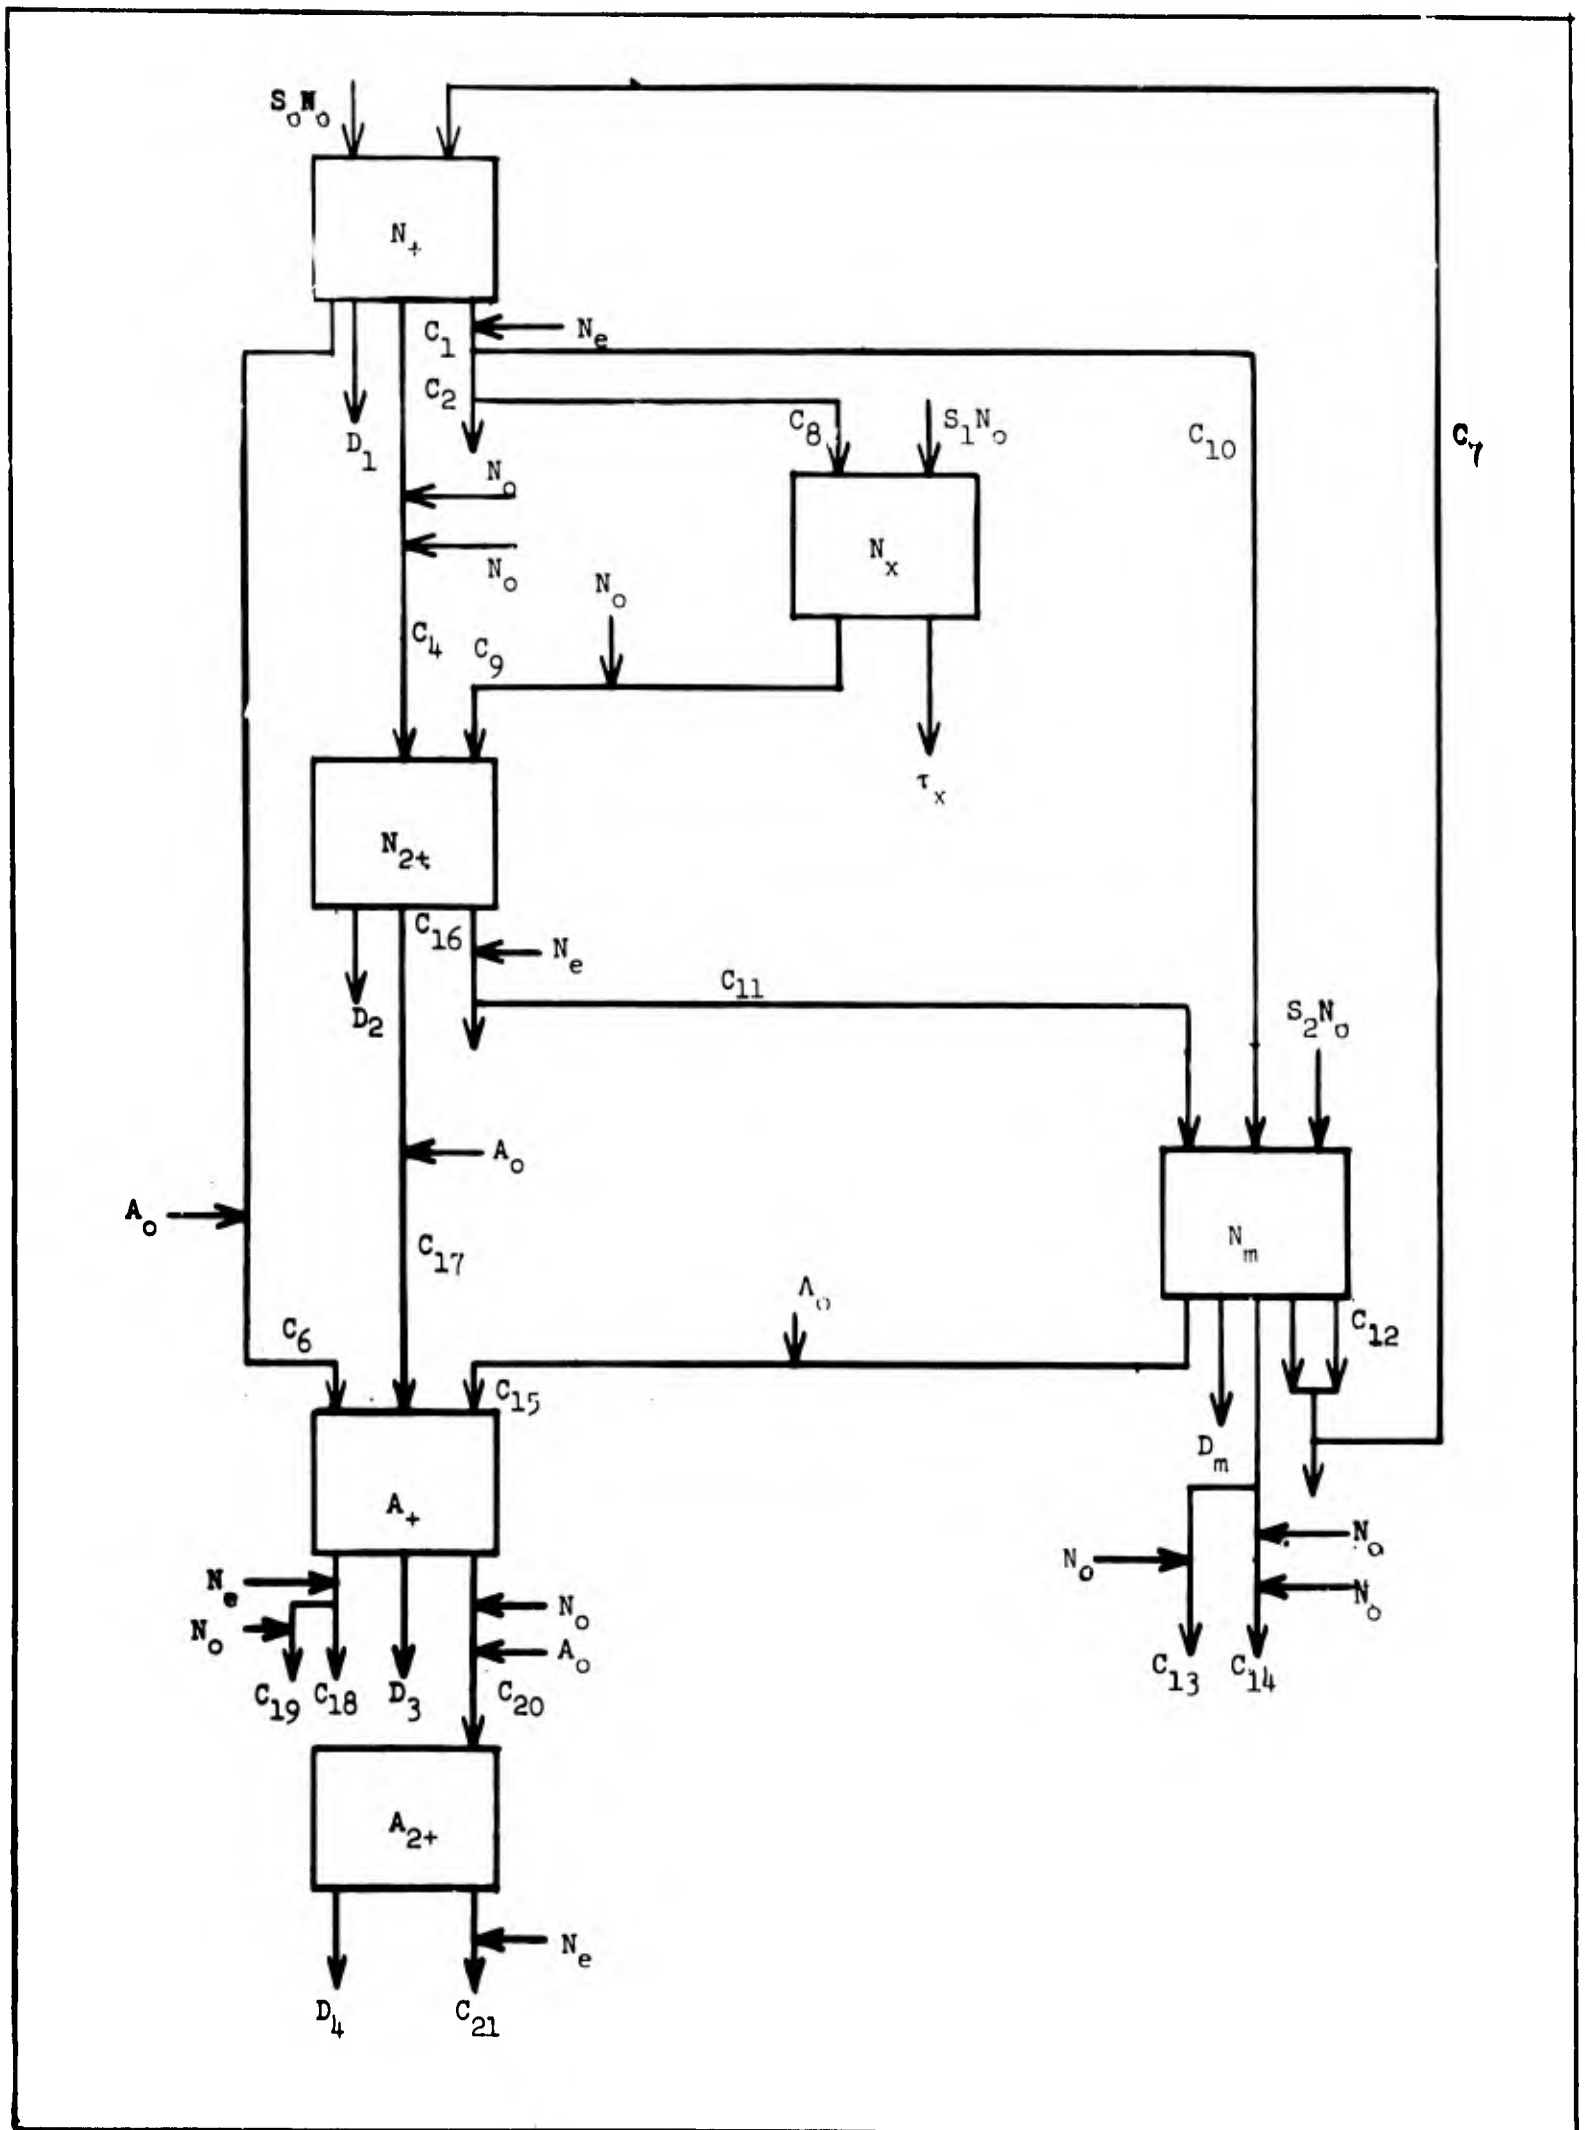 S₀N₀
N₊
C₁
Nₑ
C₂
D₁
C₈
S₁N₀
C₁₀
C₇
N₀
N₀
Nₓ
N₀
C₄
C₉
τₓ
N₂₊
C₁₆
Nₑ
D₂
C₁₁
S₂N₀
A₀
A₀
C₁₇
Nₘ
A₀
C₆
C₁₂
C₁₅
Dₘ
A₊
N₀
N₀
Nₑ
N₀
N₀
N₀
A₀
C₁₉
C₁₈
D₃
C₂₀
C₁₃
C₁₄
A₂₊
Nₑ
D₄
C₂₁